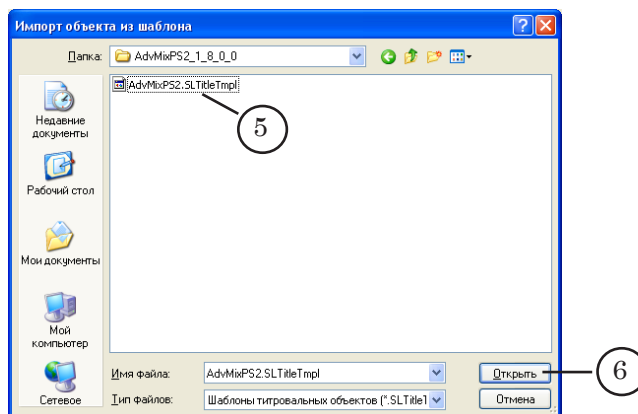 Импорт объекта из шаблона
Папка:
AdvMixPS2_1_8_0_0
AdvMixPS2.SLTitleTmpl
5
Недавние
документы
Рабочий стол
Мои документы
Мой
компьютер
Сетевое
Имя файла:
AdvMixPS2.SLTitleTmpl
Открыть
6
Тип файлов:
Шаблоны титровальных объектов (*.SLTitleT
Отмена